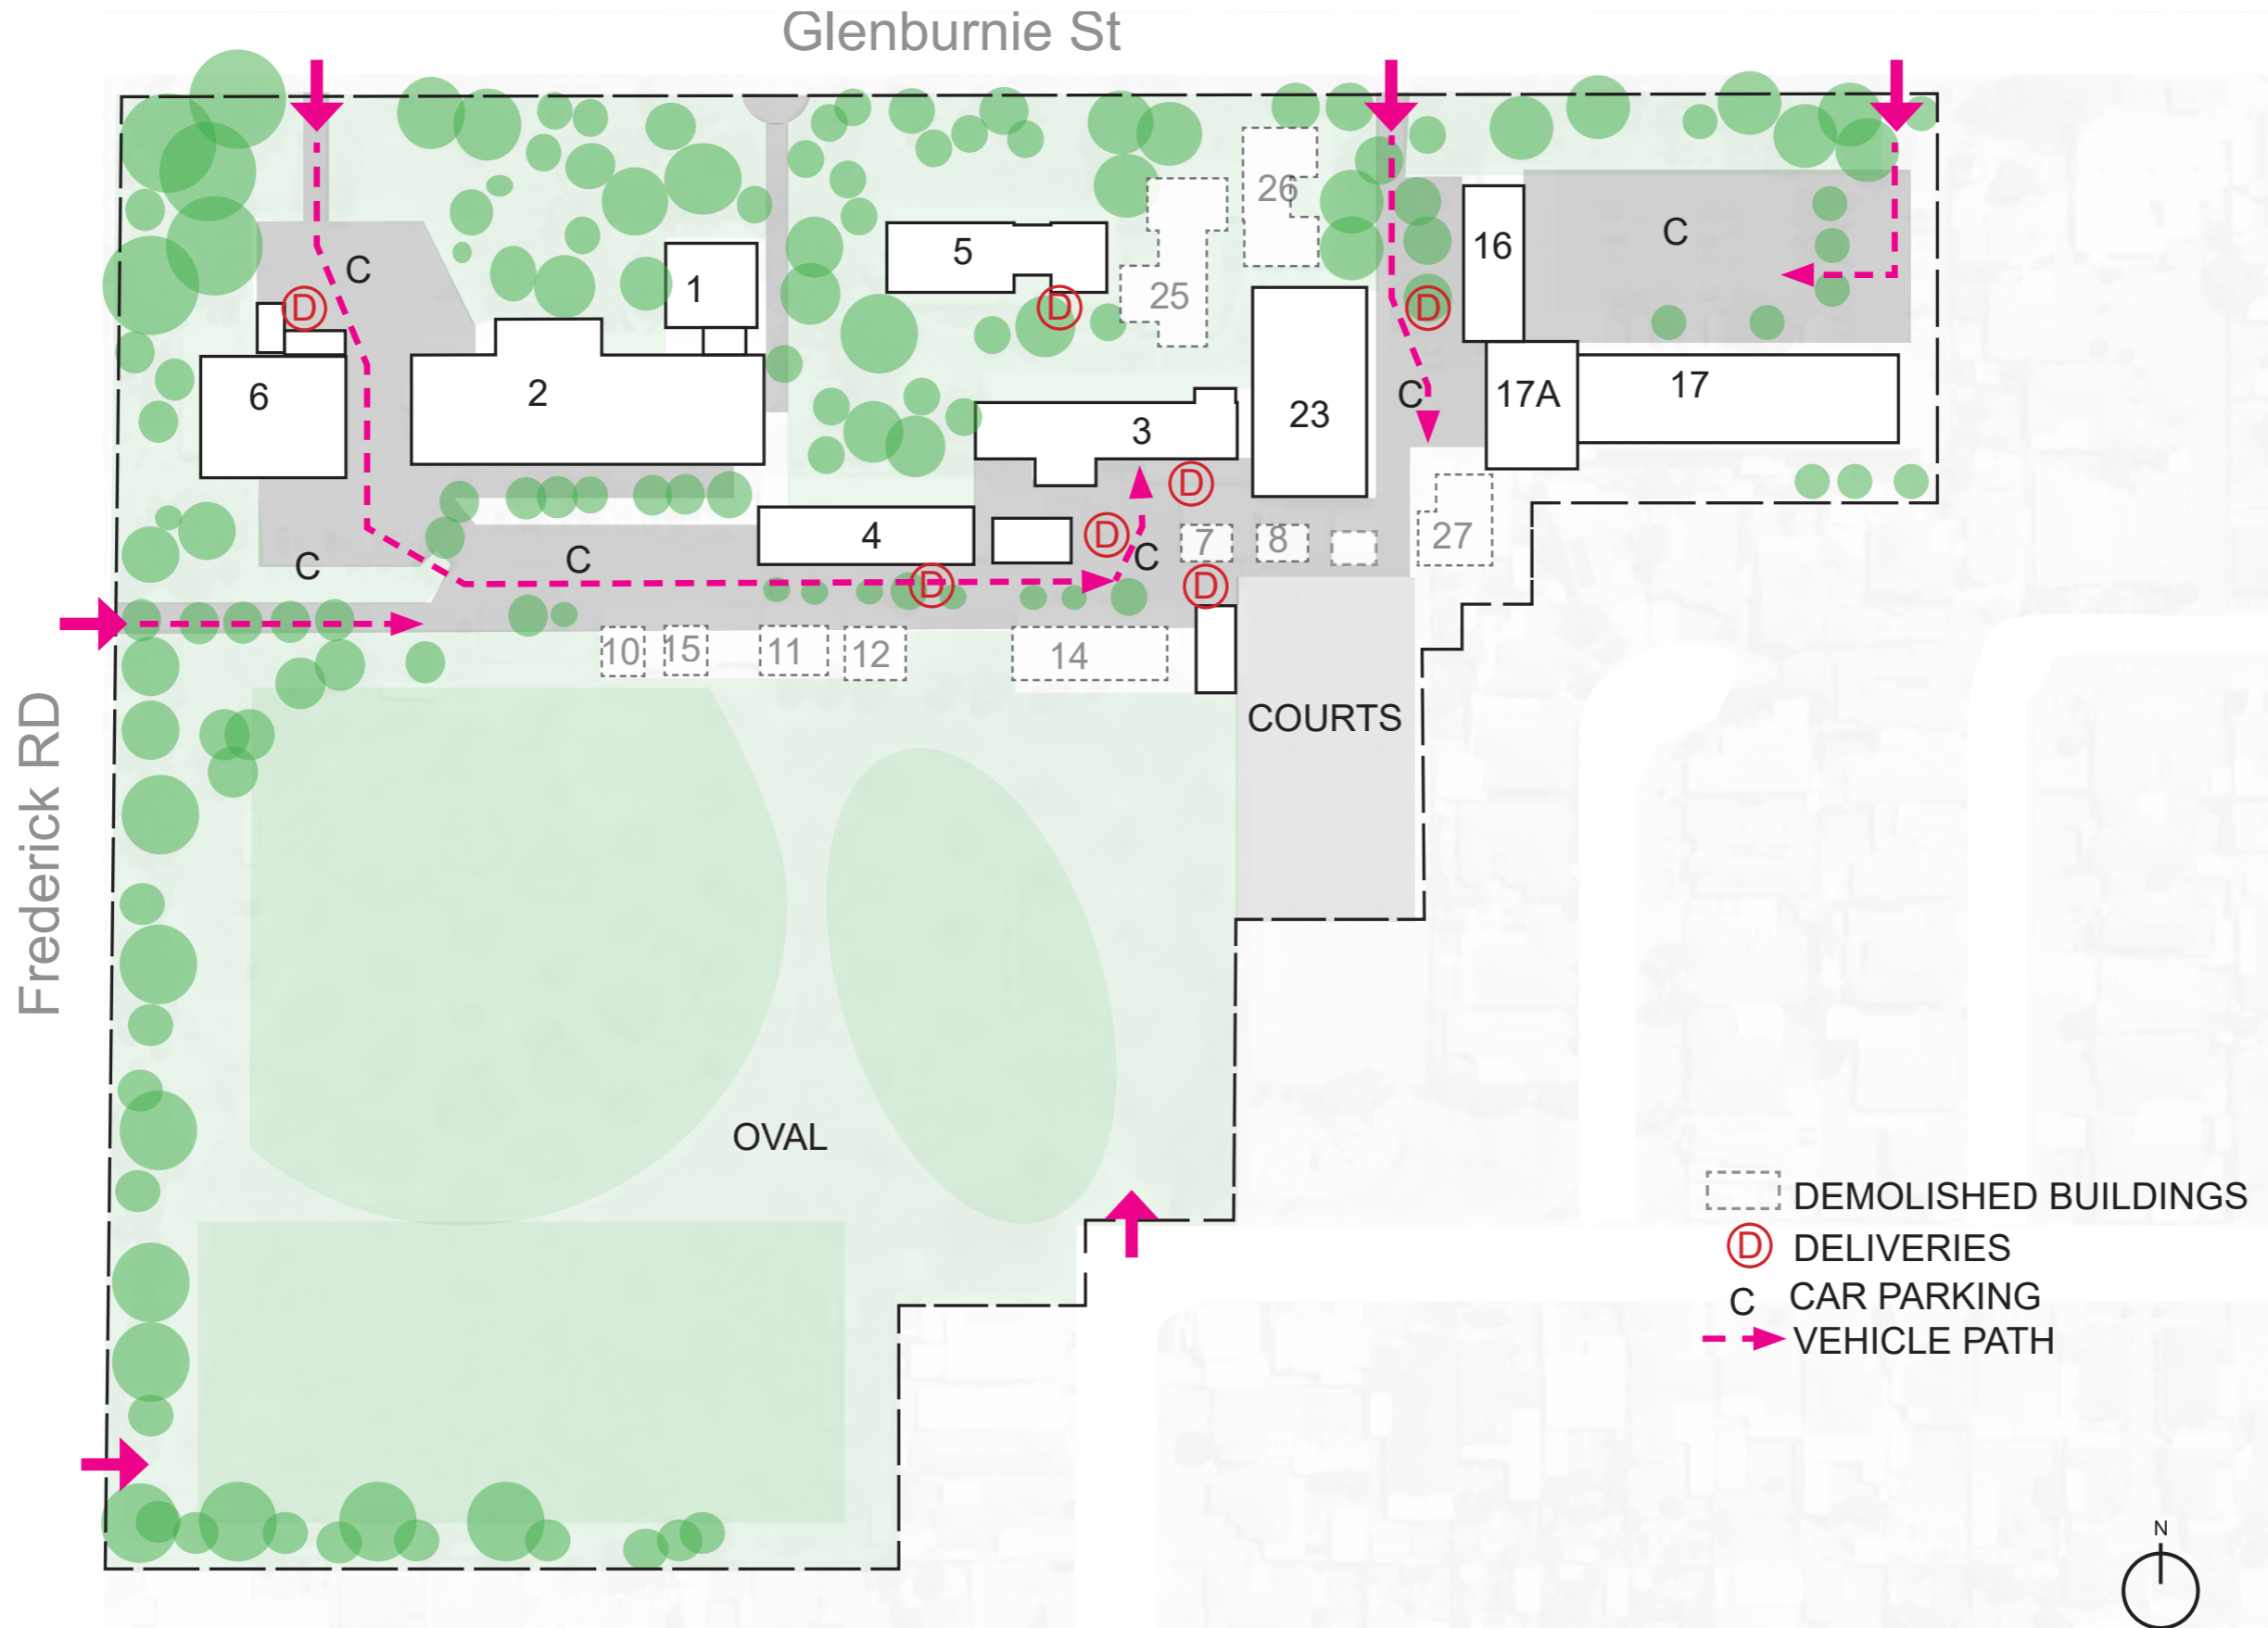 Glenburnie St
26
C
16
1
5
C
25
D
D
D
6
2
C
17A
17
23
3
D
4
D
7
8
27
C
C
C
D
D
10
15
11
12
14
COURTS
Frederick RD
OVAL
DEMOLISHED BUILDINGS
D DELIVERIES
C CAR PARKING
VEHICLE PATH
N